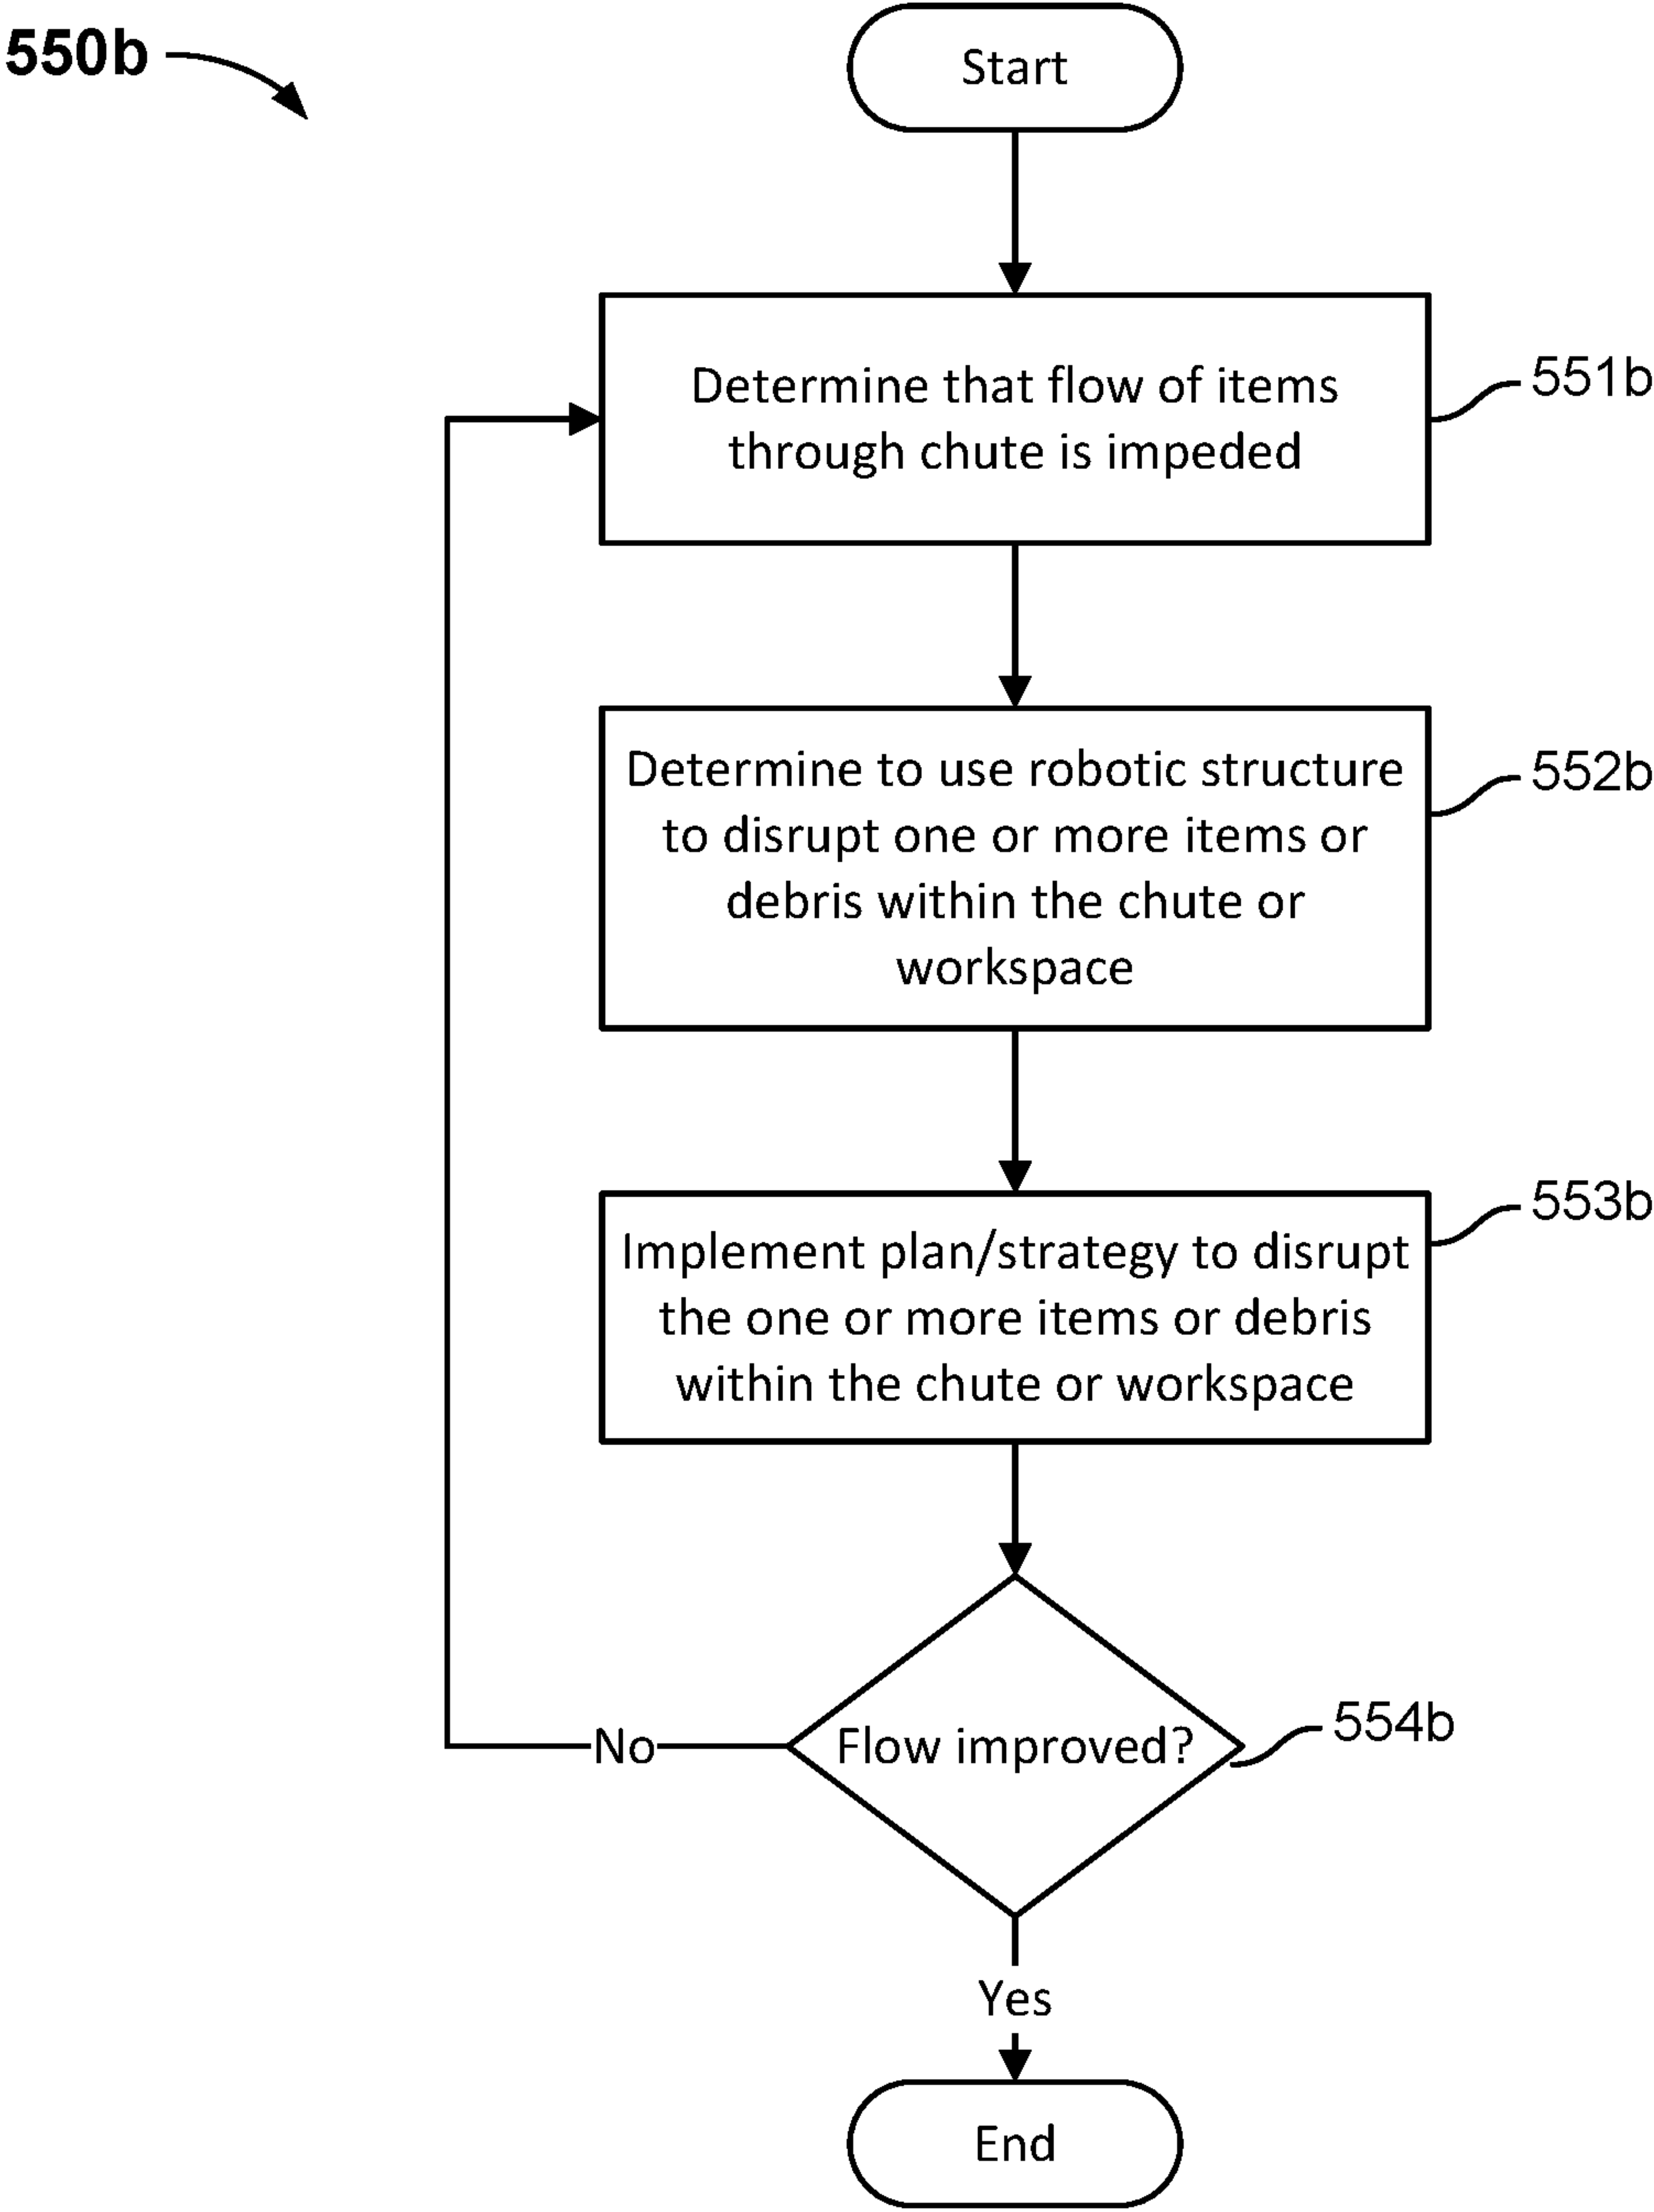 550b
Start
Determine that flow of items
through chute is impeded
551b
Determine to use robotic structure
to disrupt one or more items or
debris within the chute or
workspace
552b
Implement plan/strategy to disrupt
the one or more items or debris
within the chute or workspace
553b
Flow improved?
554b
No
Yes
End